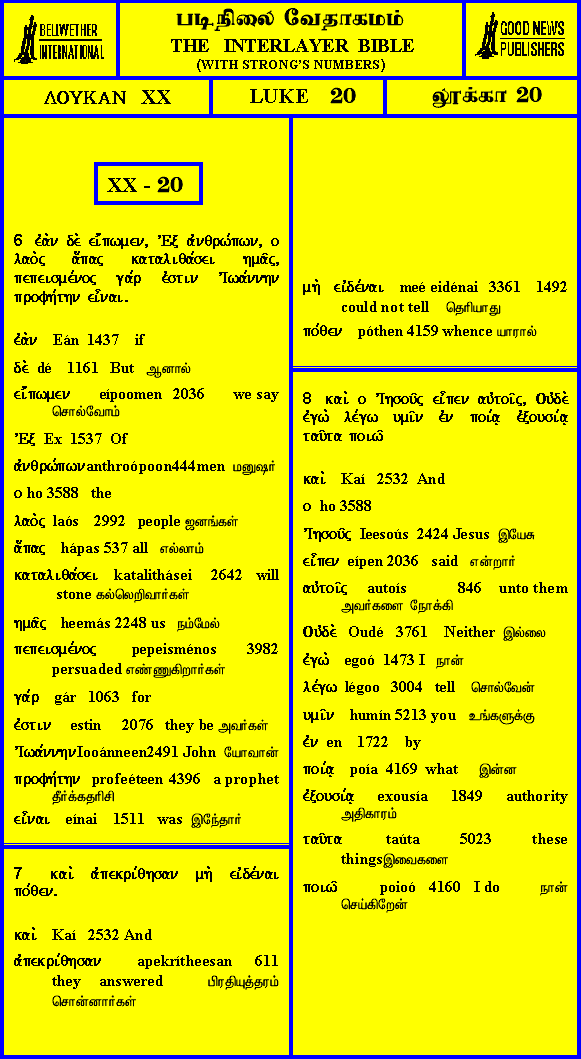 BELLWETHER
INTERNATIONAL
படிநிலை வேதாகமம்
THE INTERLAYER BIBLE
(WITH STRONG'S NUMBERS)
GOOD NEWS
PUBLISHERS
ΛΟΥΚΑΝ XX
LUKE 20
லூக்கா 20
XX - 20
6 ἐὰν δὲ εἴπωμεν, Ἐξ ἀνθρώπων, ο
λαὸς ἅπας καταλιθάσει ημᾶς,
πεπεισμένος γάρ ἐστιν Ἰωάννην
προφήτην εἶναι.
ἐὰν Eán 1437 if
δὲ dé 1161 But ஆனால்
εἴπωμεν eípoomen 2036 we say
சொல்வோம்
Ἐξ Ex 1537 Of
ἀνθρώπων anthroópoon444men மனுஷர்
ο ho 3588 the
λαὸς laós 2992 people ஜனங்கள்
ἅπας hápas 537 all எல்லாம்
καταλιθάσει katalithásei 2642 will
stone கல்லெறிவார்கள்
ημᾶς heemás 2248 us நம்மேல்
πεπεισμένος pepeisménos 3982
persuaded எண்ணுகிறார்கள்
γάρ gár 1063 for
ἐστιν estin 2076 they be அவர்கள்
Ἰωάννην Iooánneen2491 John யோவான்
προφήτην profeéteen 4396 a prophet
தீர்க்கதரிசி
εἶναι eínai 1511 was இருந்தார்
7 καὶ ἀπεκρίθησαν μὴ εἰδέναι
πόθεν.
καὶ Kaí 2532 And
ἀπεκρίθησαν apekrítheesan 611
they answered பிரதியுத்தரம்
சொன்னார்கள்
μὴ εἰδέναι meé eidénai 3361 1492
could not tell தெரியாது
πόθεν póthen 4159 whence யாரால்
8 καὶ ο Ἰησοῦς εἶπεν αὐτοῖς, Οὐδὲ
ἐγὼ λέγω υμῖν ἐν ποίᾳ ἐξουσίᾳ
ταῦτα ποιῶ
καὶ Kaí 2532 And
ο ho 3588
Ἰησοῦς Ieesoús 2424 Jesus இயேசு
εἶπεν eípen 2036 said என்றார்
αὐτοῖς autoís 846 unto them
அவர்களை நோக்கி
Οὐδὲ Oudé 3761 Neither இல்லை
ἐγὼ egoó 1473 I நான்
λέγω légoo 3004 tell சொல்வேன்
υμῖν humín 5213 you உங்களுக்கு
ἐν en 1722 by
ποίᾳ poía 4169 what இன்ன
ἐξουσίᾳ exousía 1849 authority
அதிகாரம்
ταῦτα taúta 5023 these
thingsஇவைகளை
ποιῶ poioó 4160 I do நான்
செய்கிறேன்